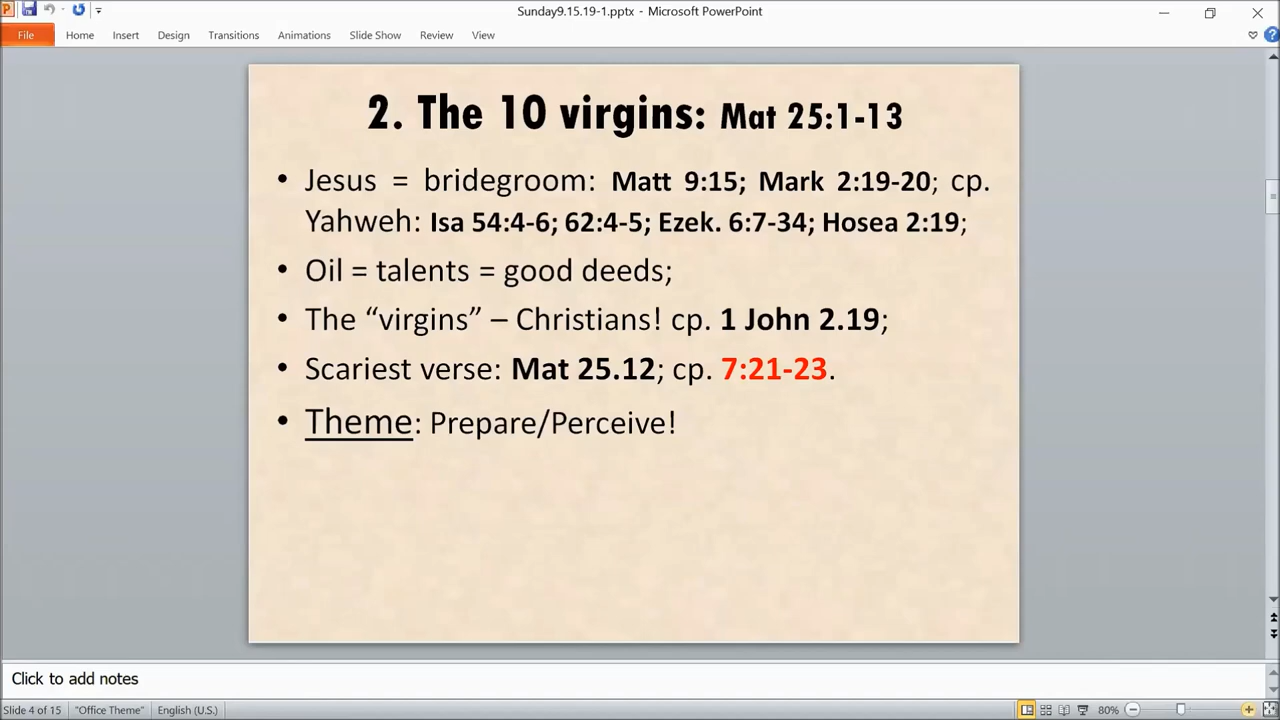 Sunday9.15.19-1.pptx - Microsoft PowerPoint
File Home Insert Design Transitions Animations Slide Show Review View
2. The 10 virgins: Mat 25:1-13
• Jesus = bridegroom: Matt 9:15; Mark 2:19-20; cp.
Yahweh: Isa 54:4-6; 62:4-5; Ezek. 6:7-34; Hosea 2:19;
• Oil = talents = good deeds;
• The “virgins” – Christians! cp. 1 John 2.19;
• Scariest verse: Mat 25.12; cp. 7:21-23.
• Theme: Prepare/Perceive!
Click to add notes
Slide 4 of 15 "Office Theme" English (U.S.) 80%